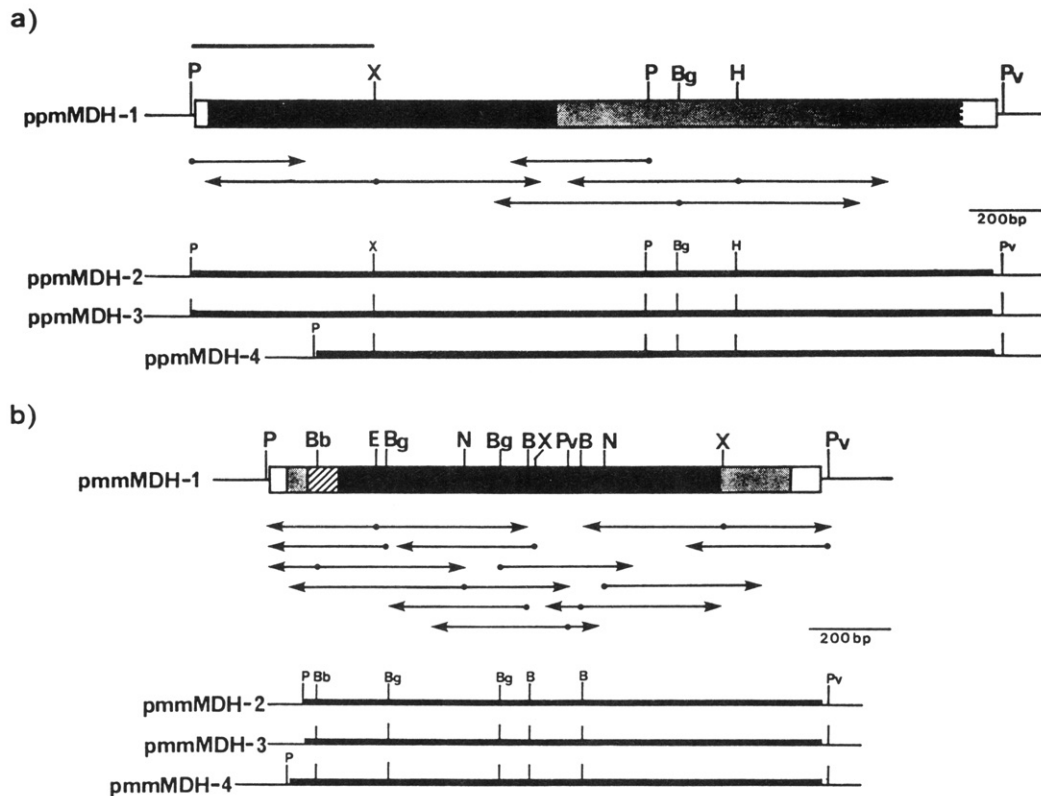 a)
P X P Bg H Pv
ppmMDH-1
200bp
P X P Bg H Pv
ppmMDH-2
ppmMDH-3
P
ppmMDH-4
b)
P Bb E Bg N Bg B X Pv B N X Pv
pmmMDH-1
200bp
P Bb Bg Bg B B Pv
pmmMDH-2
pmmMDH-3
P
pmmMDH-4